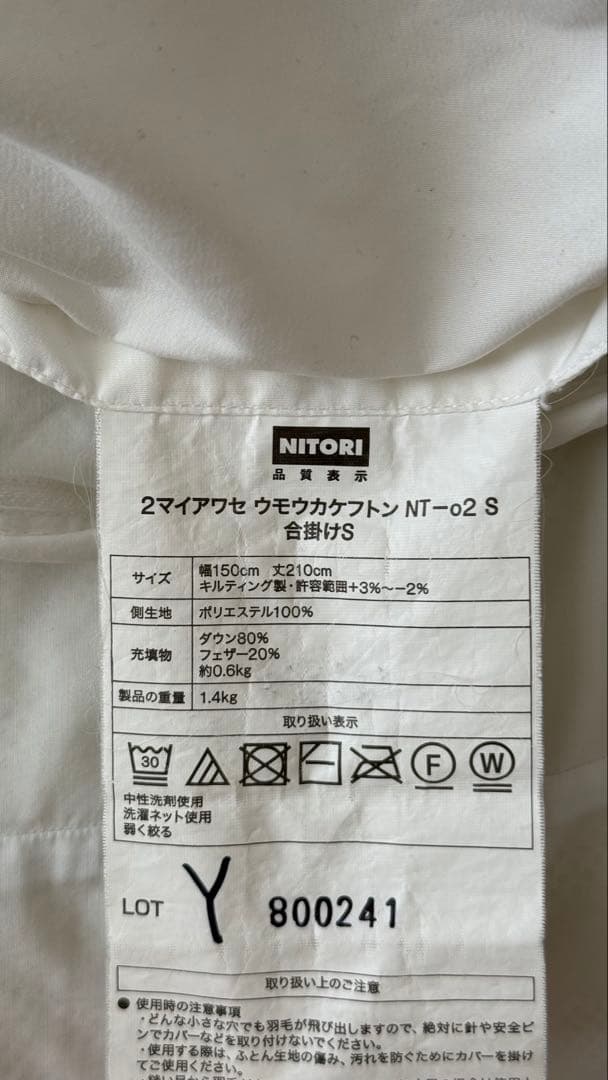 NITORI
品質表示
2マイアワセ ウモウカケフトン NT-o2 S
合掛けS
サイズ 幅150cm 丈210cm
キルティング製・許容範囲+3%~-2%
側生地 ポリエステル100%
充填物 ダウン80%
フェザー20%
約0.6kg
製品の重量 1.4kg
取り扱い表示
30 F W
中性洗剤使用
洗濯ネット使用
弱く絞る
LOT Y 800241
取り扱い上のご注意
● 使用時の注意事項
・どんな小さな穴でも羽毛が飛び出しますので、絶対に針や安全ピ
ンでカバーなどを取り付けないでください。
・使用する際は、ふとん生地の傷み、汚れを防ぐためにカバーを掛け
てご使用ください。